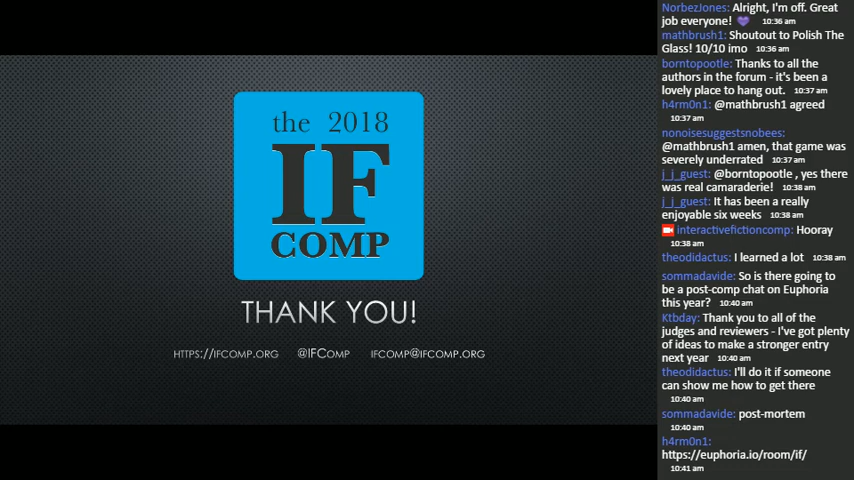 the 2018
IF
COMP
THANK YOU!
HTTPS://IFCOMP.ORG @IFCOMP IFCOMP@IFCOMP.ORG
NorbezJones: Alright, I'm off. Great
job everyone! 💜 10:36 am
mathbrush1: Shoutout to Polish The
Glass! 10/10 imo 10:36 am
borntopootle: Thanks to all the
authors in the forum - it's been a
lovely place to hang out. 10:37 am
h4rm0n1: @mathbrush1 agreed
10:37 am
nonoisesuggestsnobees:
@mathbrush1 amen, that game was
severely underrated 10:37 am
j_j_guest: @borntopootle , yes there
was real camaraderie! 10:38 am
j_j_guest: It has been a really
enjoyable six weeks 10:38 am
interactivefictioncomp: Hooray
10:38 am
theodidactus: I learned a lot 10:38 am
sommadavide: So is there going to
be a post-comp chat on Euphoria
this year? 10:40 am
Ktbday: Thank you to all of the
judges and reviewers - I've got plenty
of ideas to make a stronger entry
next year 10:40 am
theodidactus: I'll do it if someone
can show me how to get there
10:40 am
sommadavide: post-mortem
10:40 am
h4rm0n1:
https://euphoria.io/room/if/
10:41 am